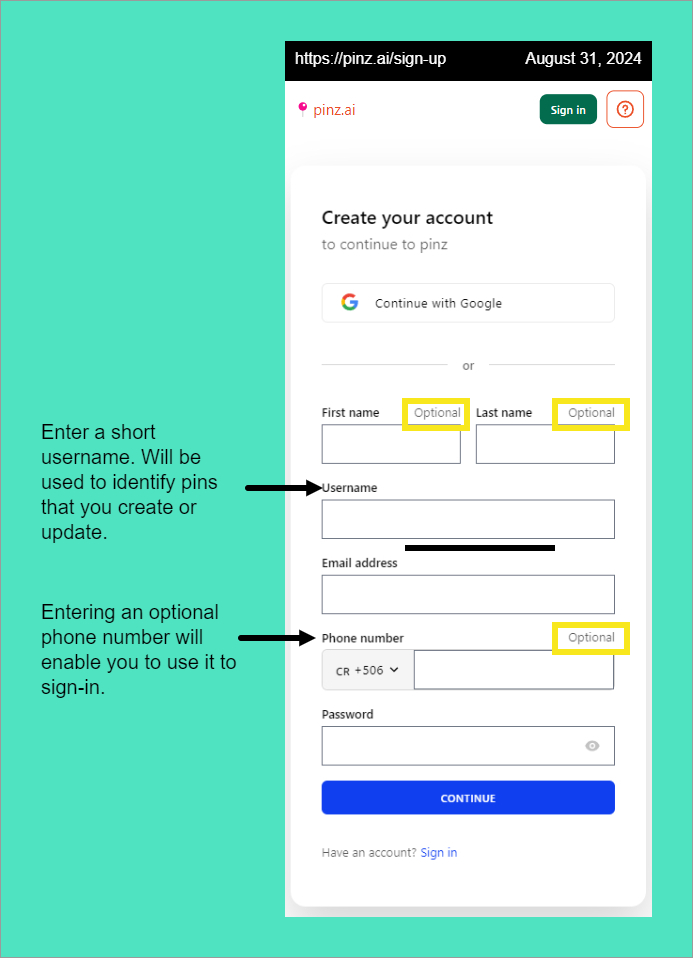 https://pinz.ai/sign-up August 31, 2024
pinz.ai Sign in
Create your account
to continue to pinz
Continue with Google
or
First name Optional Last name Optional
Enter a short
username. Will be
used to identify pins
that you create or
update.
Username
Email address
Entering an optional
phone number will
enable you to use it to
sign-in.
Phone number Optional
CR +506
Password
CONTINUE
Have an account? Sign in